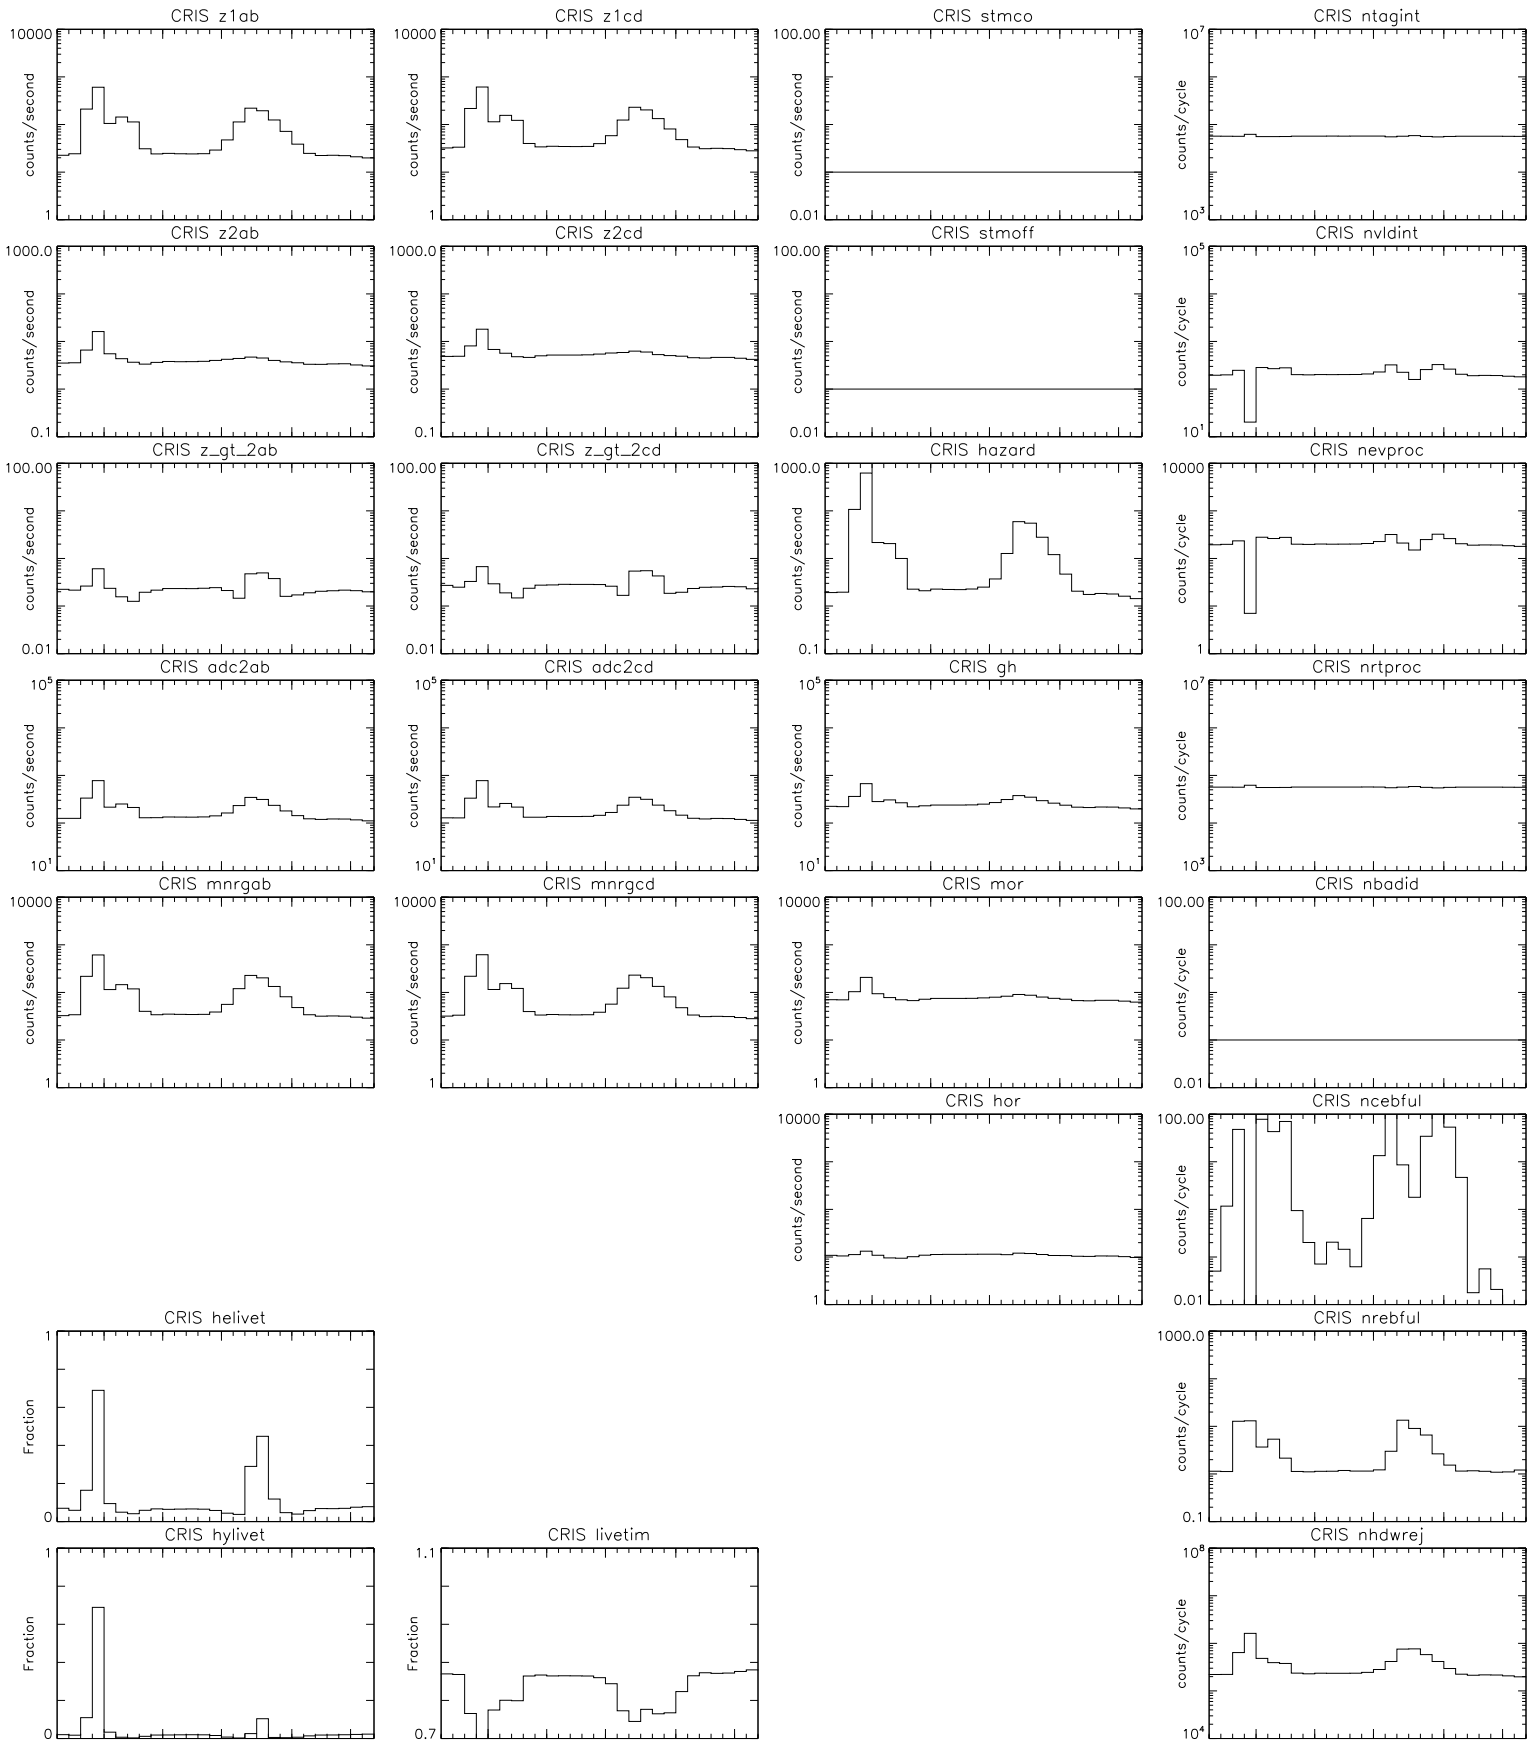 CRIS z1ab
10000
counts/second
1
CRIS z1cd
10000
counts/second
1
CRIS stmco
100.00
counts/second
0.01
CRIS ntagint
10^7
counts/cycle
10^3
CRIS z2ab
1000.0
counts/second
0.1
CRIS z2cd
1000.0
counts/second
0.1
CRIS stmoff
100.00
counts/second
0.01
CRIS nvldint
10^5
counts/cycle
10^1
CRIS z_gt_2ab
100.00
counts/second
0.01
CRIS z_gt_2cd
100.00
counts/second
0.01
CRIS hazard
1000.0
counts/second
0.1
CRIS nevproc
10000
counts/cycle
1
CRIS adc2ab
10^5
counts/second
10^1
CRIS adc2cd
10^5
counts/second
10^1
CRIS gh
10^5
counts/second
10^1
CRIS nrtproc
10^7
counts/cycle
10^3
CRIS mnrgab
10000
counts/second
1
CRIS mnrgcd
10000
counts/second
1
CRIS mor
10000
counts/second
1
CRIS nbadid
100.00
counts/cycle
0.01
CRIS hor
10000
counts/second
1
CRIS ncebful
100.00
counts/cycle
0.01
CRIS helivet
1
Fraction
0
CRIS nrebful
1000.0
counts/cycle
0.1
CRIS hylivet
1
Fraction
0
CRIS livetim
1.1
Fraction
0.7
CRIS nhdwrej
10^8
counts/cycle
10^4